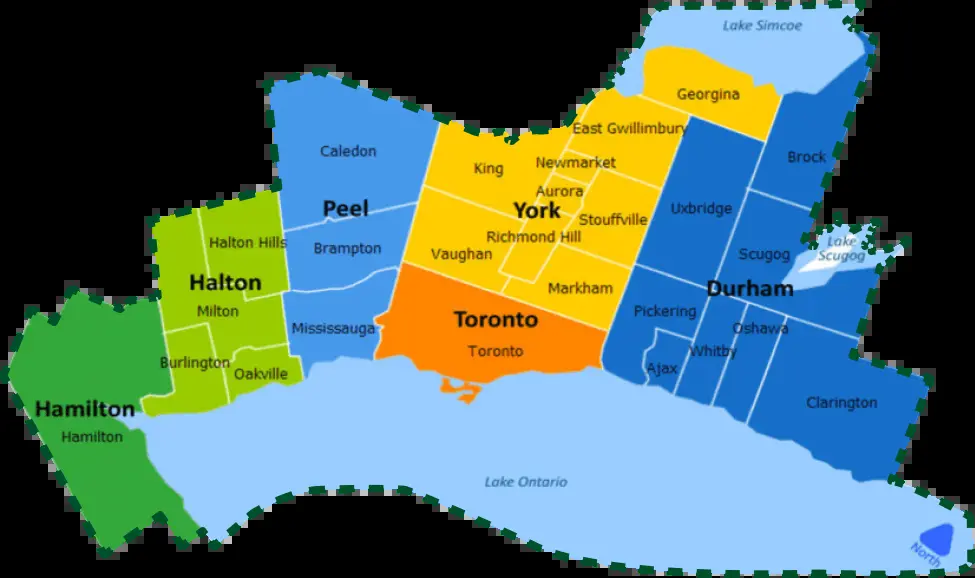 Lake Simcoe
Georgina
East Gwillimbury
Caledon
King
Newmarket
Brock
Aurora
Peel
York
Uxbridge
Stouffville
Halton Hills
Brampton
Richmond Hill
Vaughan
Scugog
Lake
Scugog
Halton
Markham
Durham
Milton
Pickering
Toronto
Mississauga
Oshawa
Toronto
Whitby
Burlington
Oakville
Ajax
Hamilton
Clarington
Hamilton
Lake Ontario
North